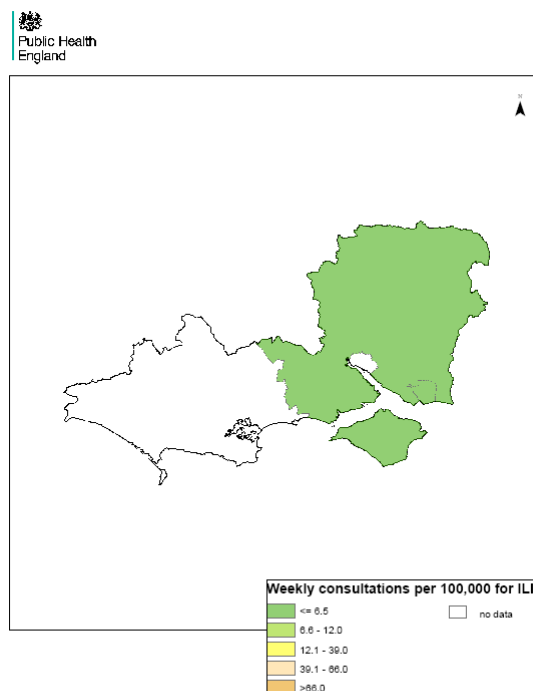 Public Health
England
N
Weekly consultations per 100,000 for ILI
<= 6.5
no data
6.6 - 12.0
12.1 - 39.0
39.1 - 66.0
>66.0